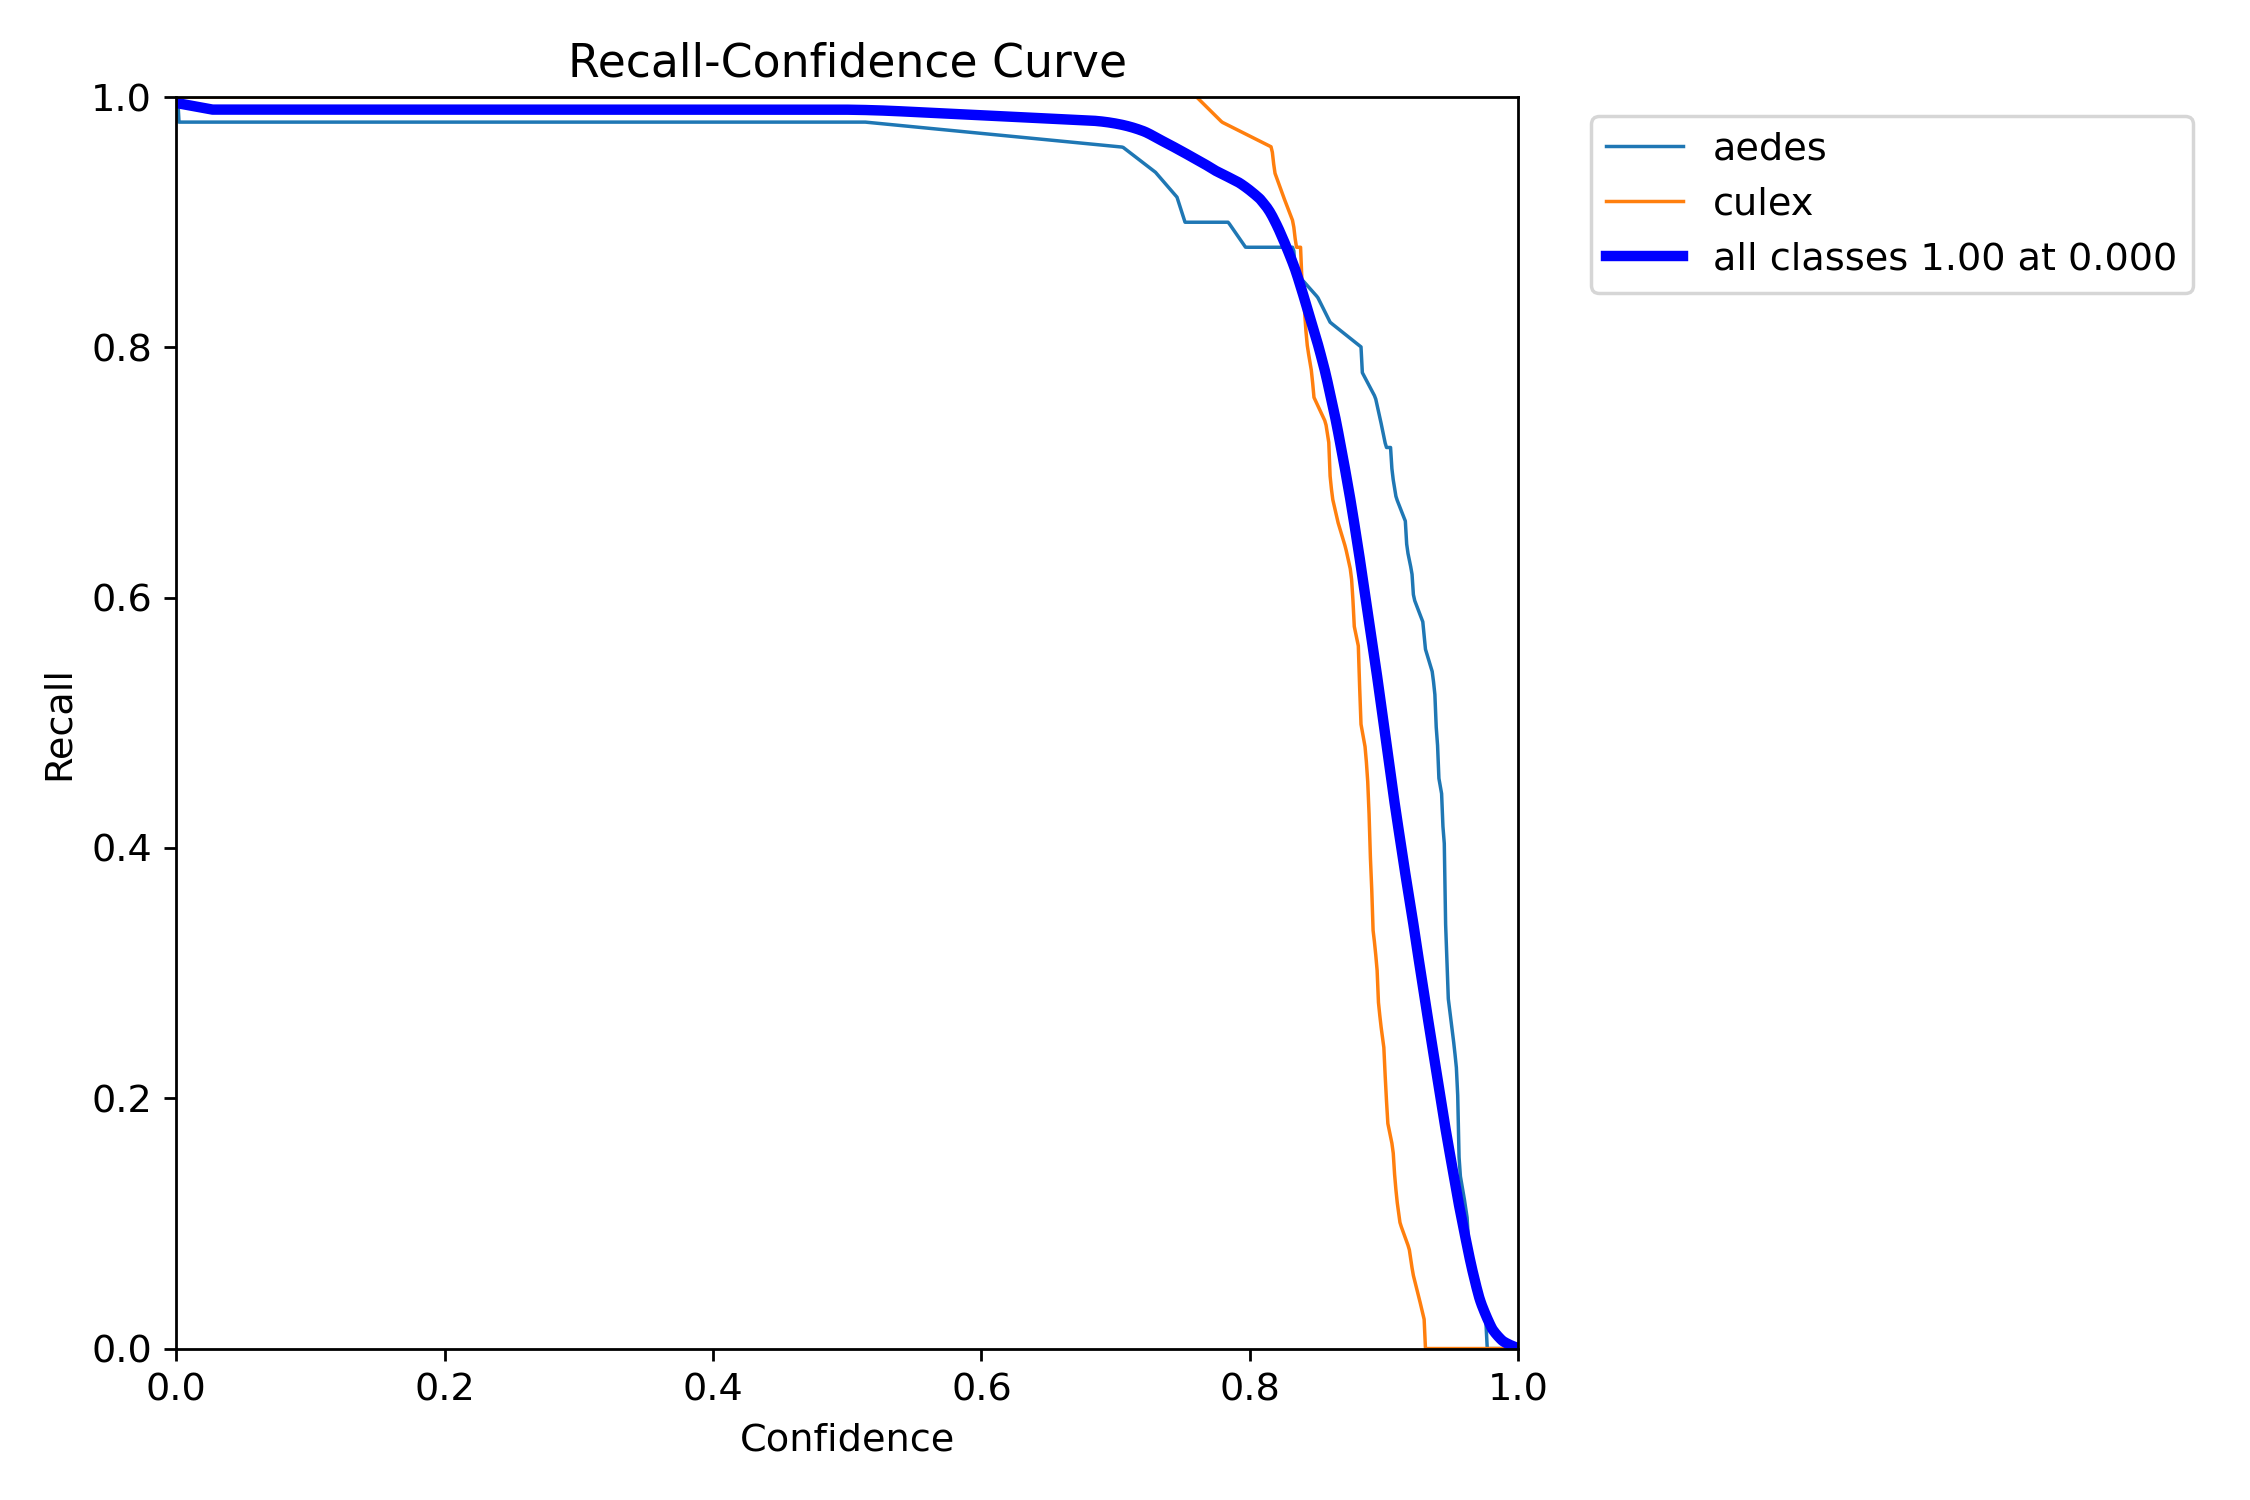 Recall-Confidence Curve
1.0
0.8
0.6
0.4
0.2
0.0
Recall
0.0 0.2 0.4 0.6 0.8 1.0
Confidence
aedes
culex
all classes 1.00 at 0.000